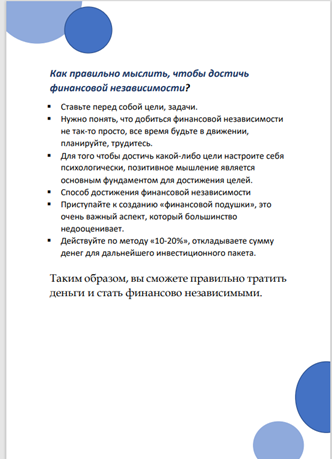 Как правильно мыслить, чтобы достичь
финансовой независимости?
▪ Ставьте перед собой цели, задачи.
▪ Нужно понять, что добиться финансовой независимости
не так-то просто, все время будьте в движении,
планируйте, трудитесь.
▪ Для того чтобы достичь какой-либо цели настроите себя
психологически, позитивное мышление является
основным фундаментом для достижения целей.
▪ Способ достижения финансовой независимости
▪ Приступайте к созданию «финансовой подушки», это
очень важный аспект, который большинство
недооценивает.
▪ Действуйте по методу «10-20%», откладываете сумму
денег для дальнейшего инвестиционного пакета.
Таким образом, вы сможете правильно тратить
деньги и стать финансово независимыми.